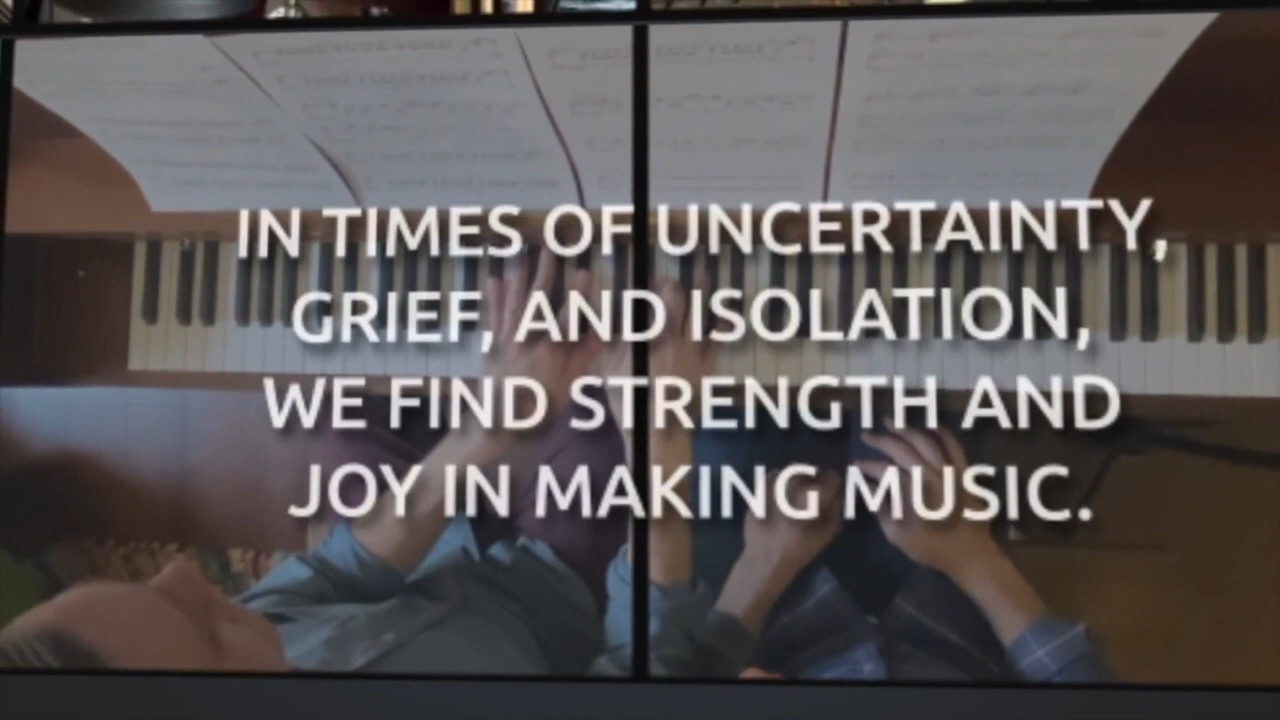 IN TIMES OF UNCERTAINTY,
GRIEF, AND ISOLATION,
WE FIND STRENGTH AND
JOY IN MAKING MUSIC.